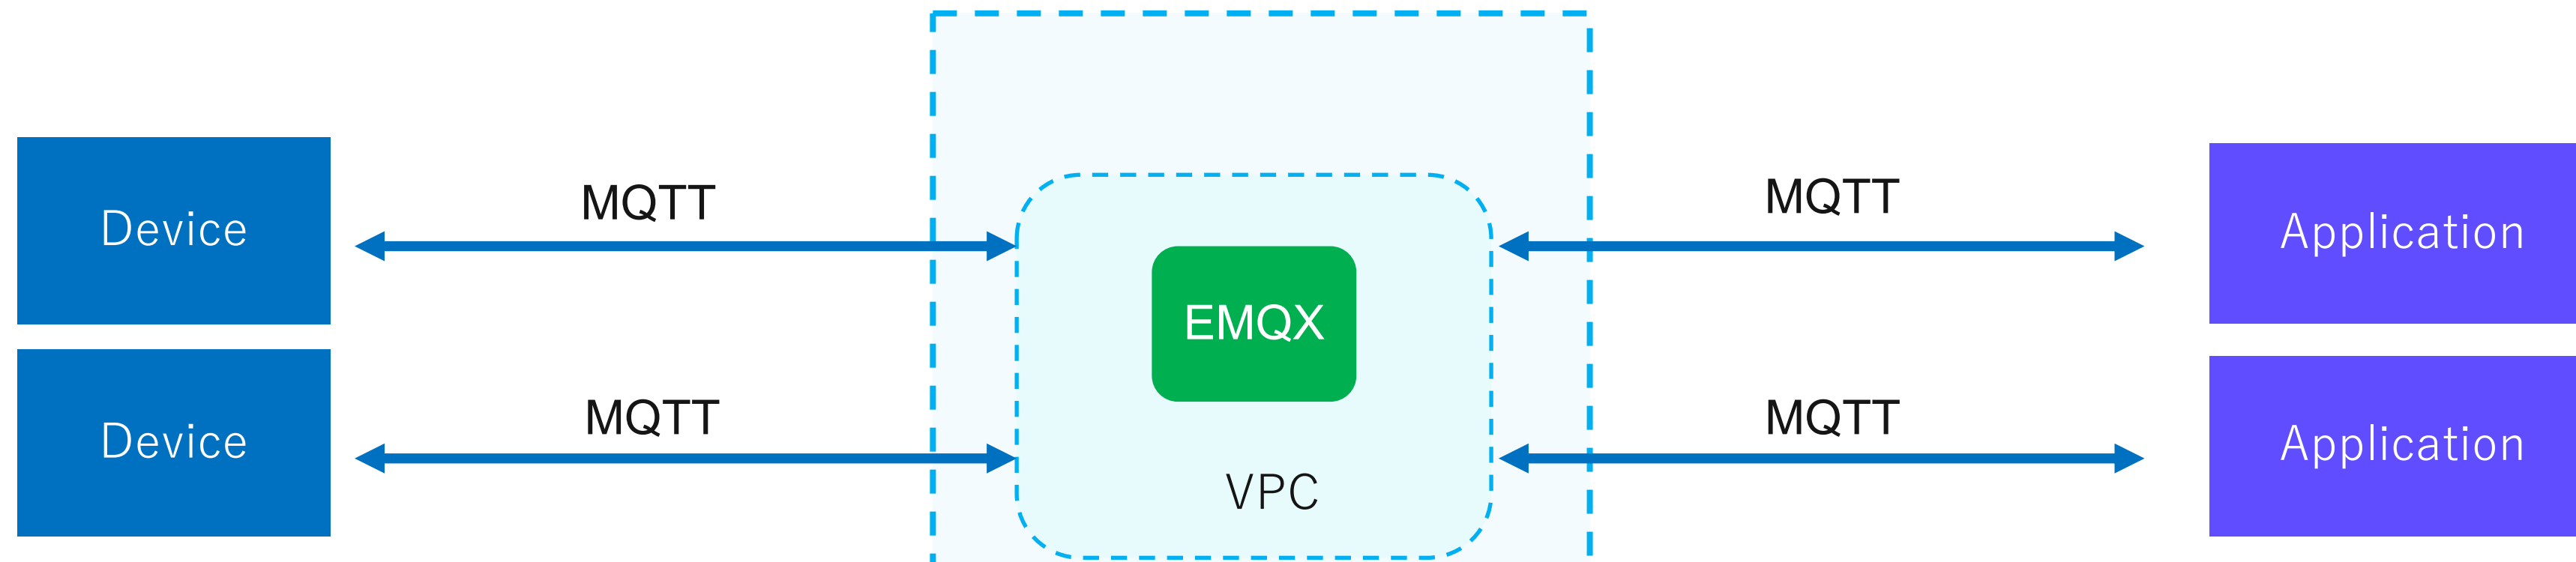 Device
MQTT
MQTT
Application
EMQX
Device
MQTT
MQTT
Application
VPC